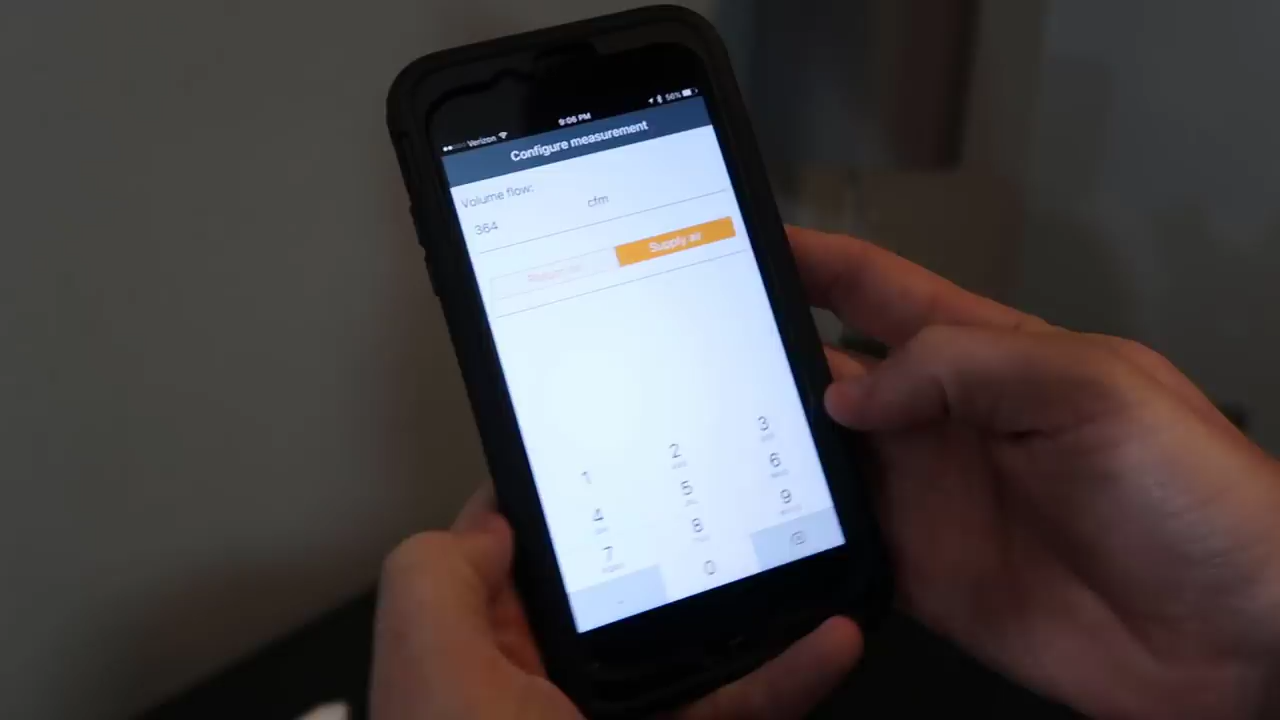 Verizon 9:06 PM 56%
Configure measurement
Volume flow:
364 cfm
Supply air
1 2 3
4 5 6
7 8 9
. 0